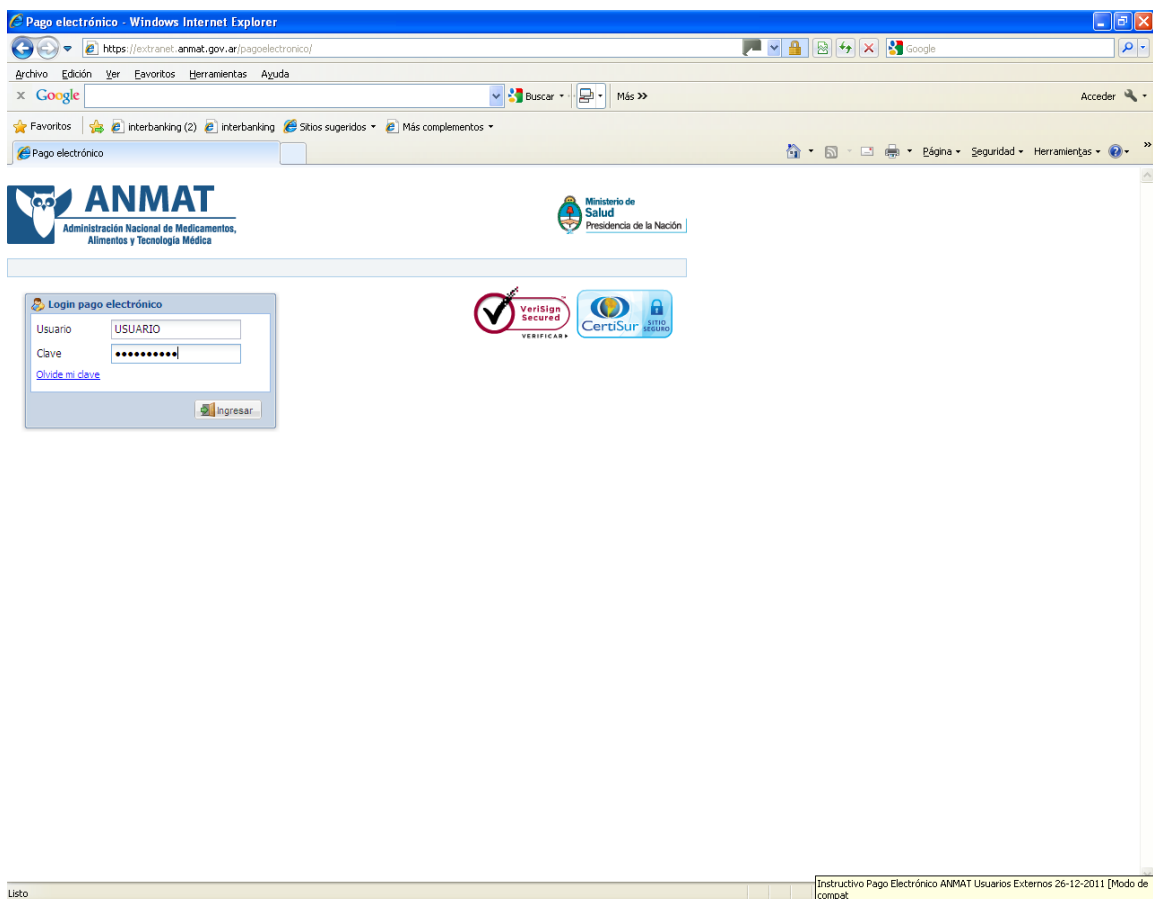 Pago electrónico - Windows Internet Explorer
https://extranet.anmat.gov.ar/pagoelectronico/
Google
Archivo Edición Ver Favoritos Herramientas Ayuda
x Google Buscar Más >> Acceder
Favoritos interbanking (2) interbanking Sitios sugeridos Más complementos
Pago electrónico Página Seguridad Herramientas >>
ANMAT
Administración Nacional de Medicamentos,
Alimentos y Tecnología Médica
Ministerio de
Salud
Presidencia de la Nación
Login pago electrónico
Usuario USUARIO
Clave ••••••••••
Olvide mi clave
Ingresar
VeriSign
Secured
VERIFICAR
CertiSur SITIO
SEGURO
Listo
Instructivo Pago Electrónico ANMAT Usuarios Externos 26-12-2011 [Modo de
compat